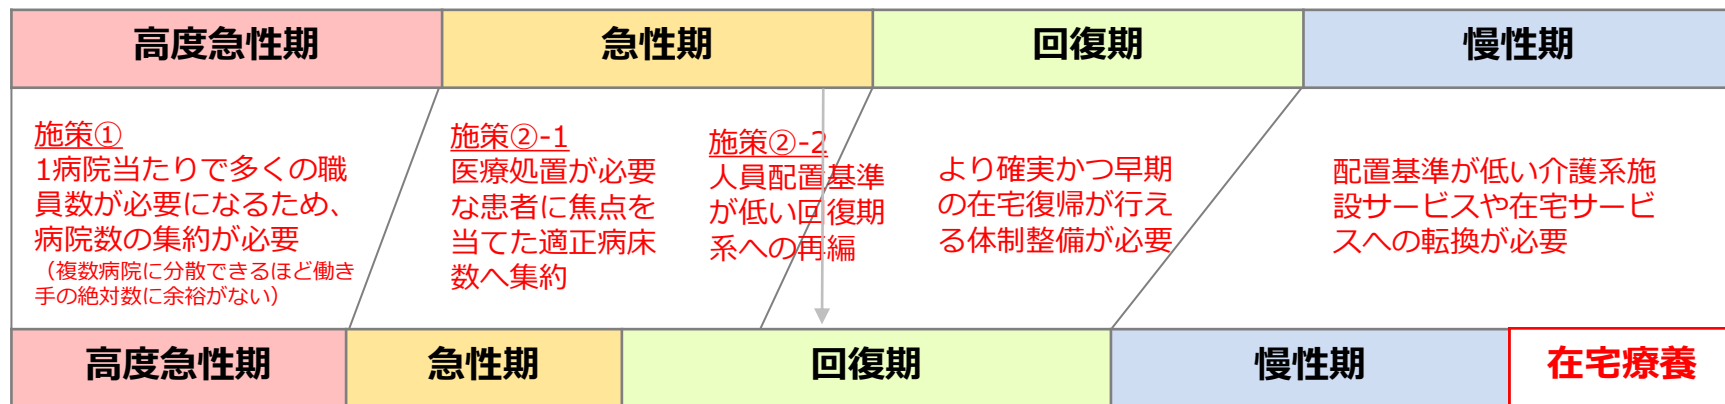 高度急性期
急性期
回復期
慢性期
施策①
1病院当たりで多くの職
員数が必要になるため、
病院数の集約が必要
（複数病院に分散できるほど働き
手の絶対数に余裕がない）
施策②-1
医療処置が必要
な患者に焦点を
当てた適正病床
数へ集約
施策②-2
人員配置基準
が低い回復期
系への再編
より確実かつ早期
の在宅復帰が行え
る体制整備が必要
配置基準が低い介護系施
設サービスや在宅サービ
スへの転換が必要
高度急性期
急性期
回復期
慢性期
在宅療養